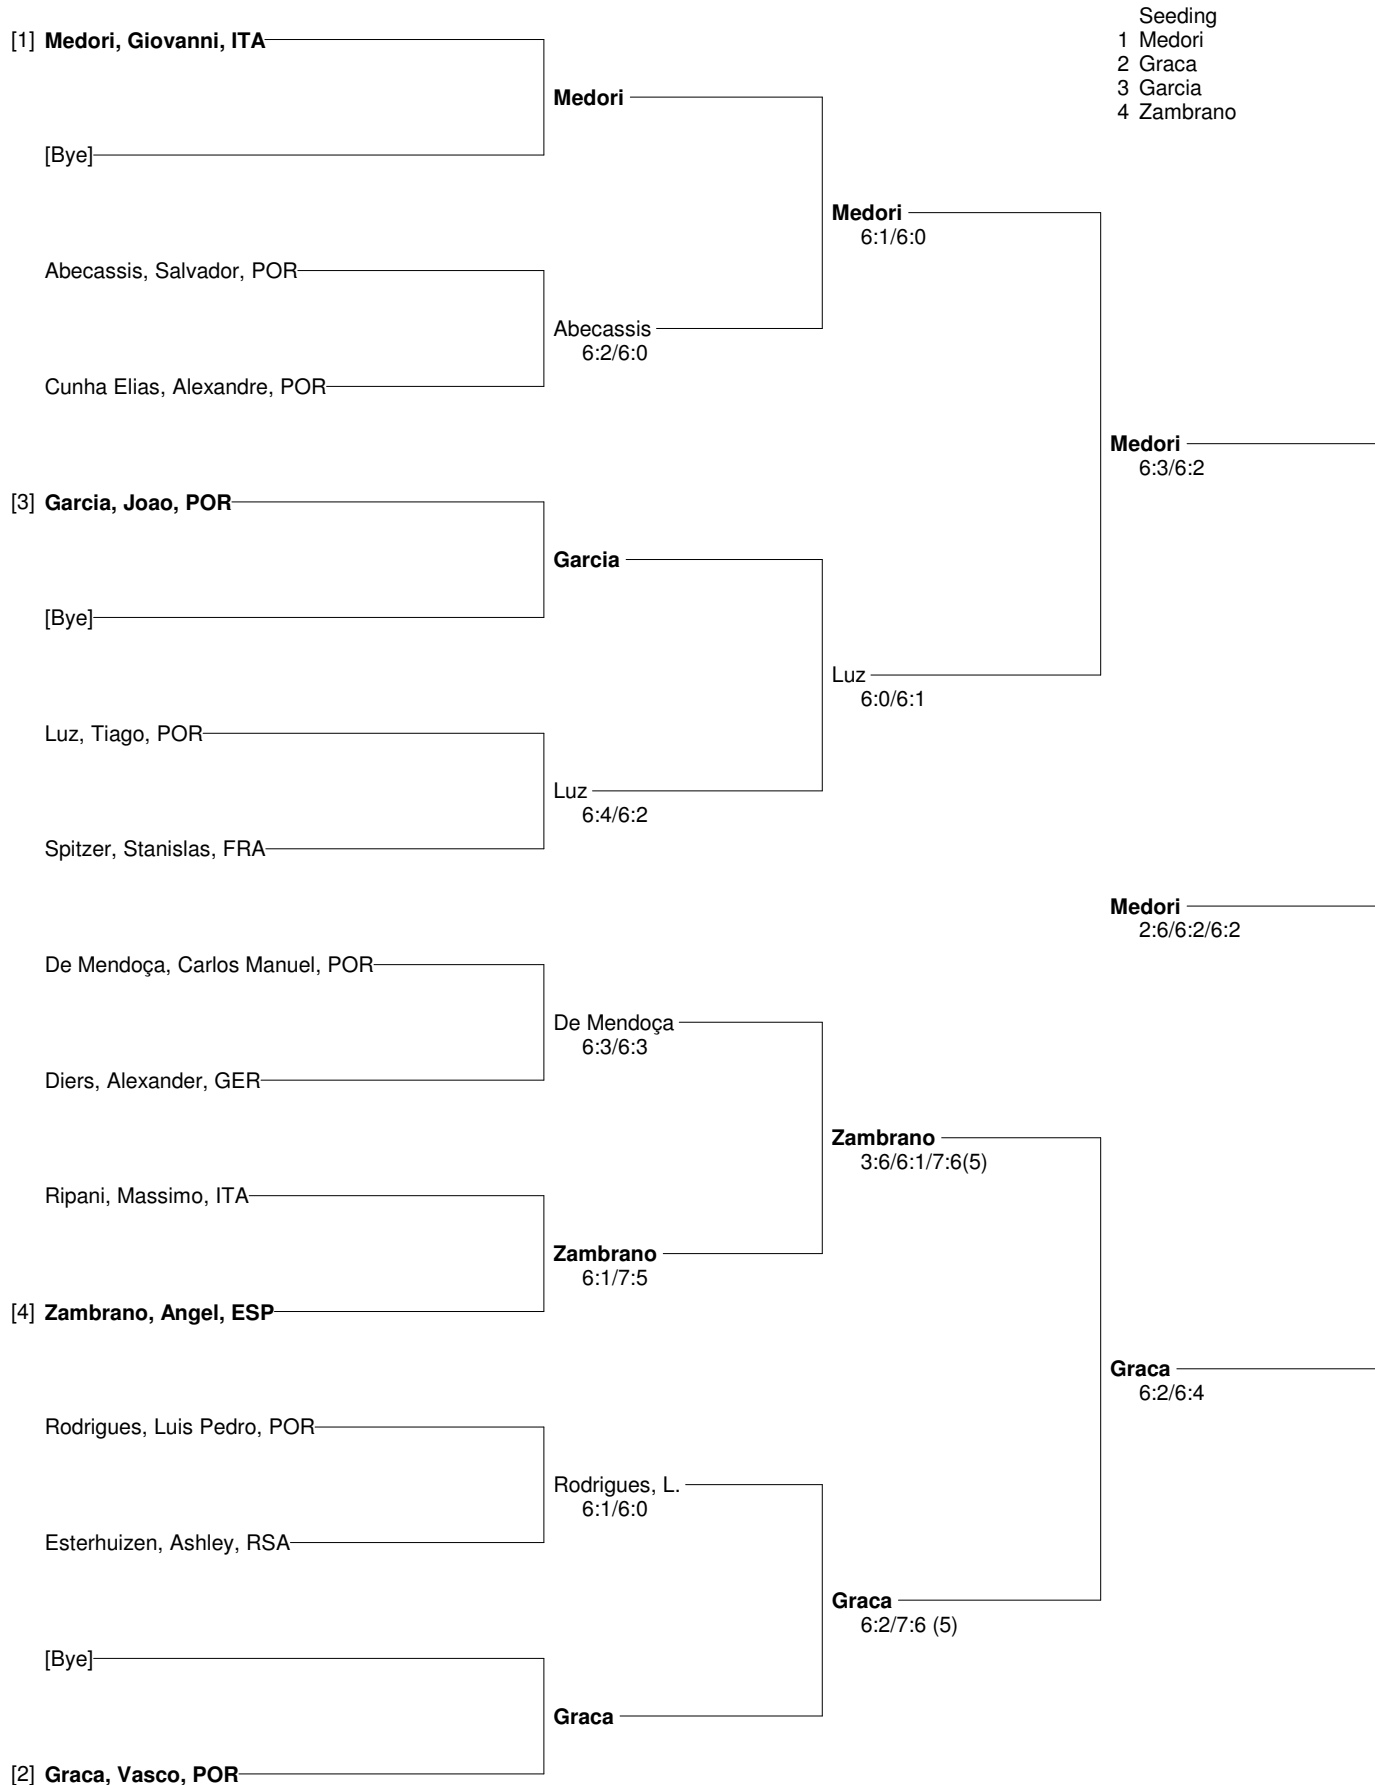 Seeding
1 Medori
2 Graca
3 Garcia
4 Zambrano
[1] Medori, Giovanni, ITA
Medori
[Bye]
Medori
6:1/6:0
Abecassis, Salvador, POR
Abecassis
6:2/6:0
Cunha Elias, Alexandre, POR
Medori
6:3/6:2
[3] Garcia, Joao, POR
Garcia
[Bye]
Luz
6:0/6:1
Luz, Tiago, POR
Luz
6:4/6:2
Spitzer, Stanislas, FRA
Medori
2:6/6:2/6:2
De Mendoça, Carlos Manuel, POR
De Mendoça
6:3/6:3
Diers, Alexander, GER
Zambrano
3:6/6:1/7:6(5)
Ripani, Massimo, ITA
Zambrano
6:1/7:5
[4] Zambrano, Angel, ESP
Graca
6:2/6:4
Rodrigues, Luis Pedro, POR
Rodrigues, L.
6:1/6:0
Esterhuizen, Ashley, RSA
Graca
6:2/7:6 (5)
[Bye]
Graca
[2] Graca, Vasco, POR